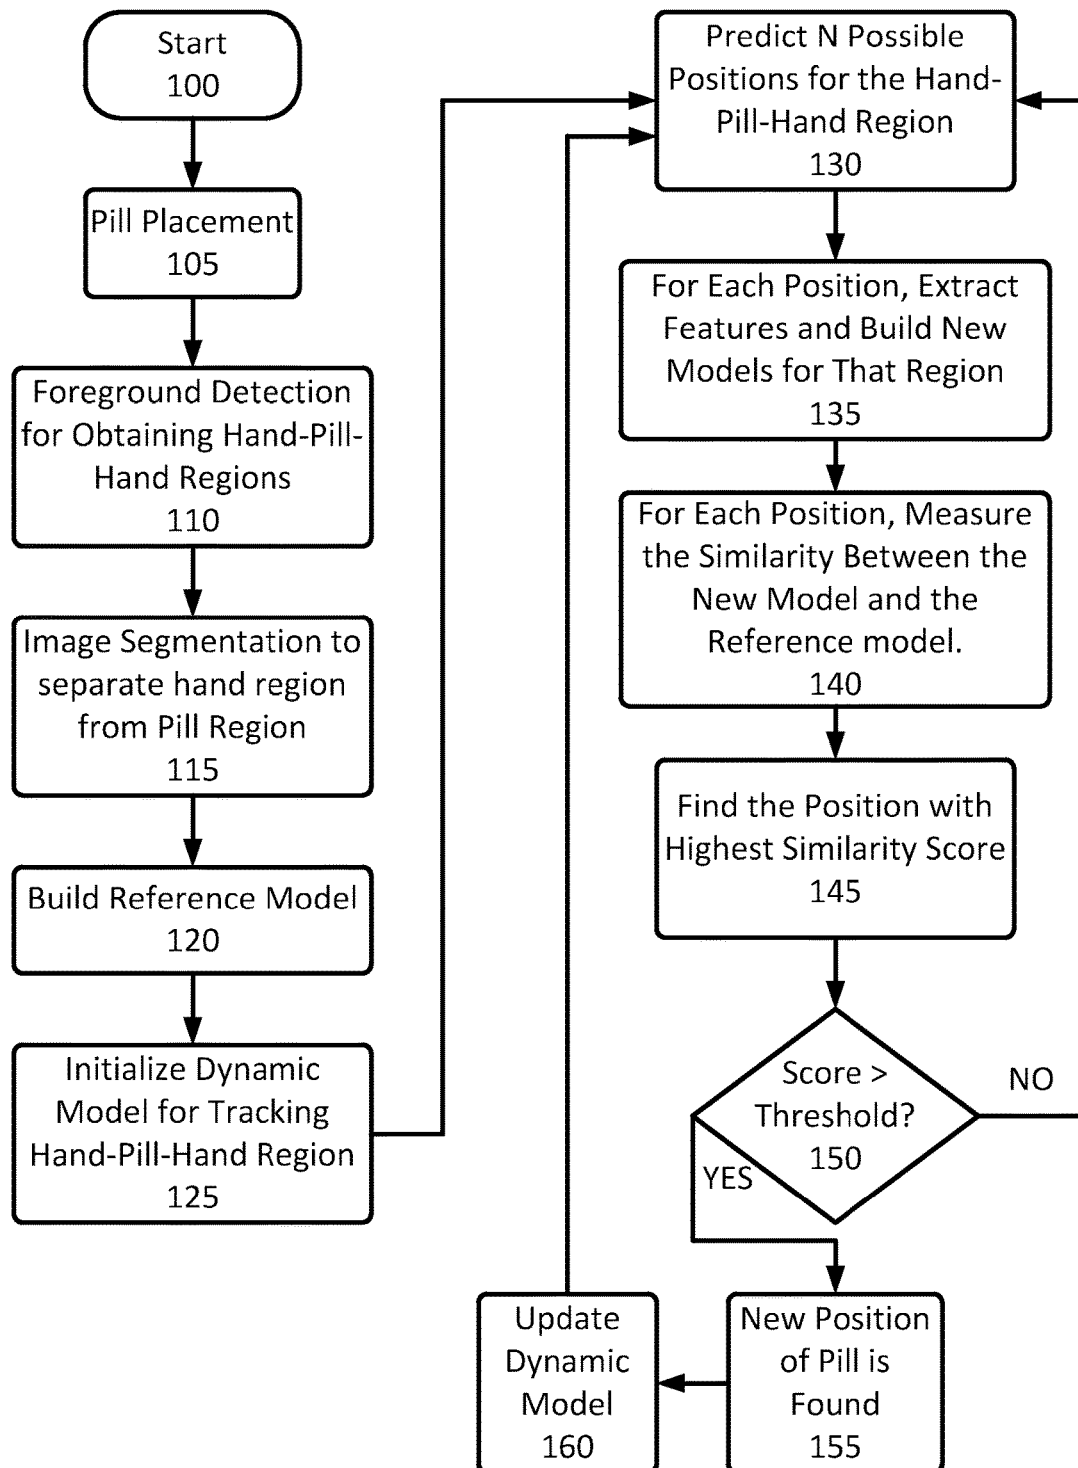 Start
100
Pill Placement
105
Foreground Detection
for Obtaining Hand-Pill-
Hand Regions
110
Image Segmentation to
separate hand region
from Pill Region
115
Build Reference Model
120
Initialize Dynamic
Model for Tracking
Hand-Pill-Hand Region
125
Predict N Possible
Positions for the Hand-
Pill-Hand Region
130
For Each Position, Extract
Features and Build New
Models for That Region
135
For Each Position, Measure
the Similarity Between the
New Model and the
Reference model.
140
Find the Position with
Highest Similarity Score
145
Score >
Threshold?
150
NO
YES
New Position
of Pill is
Found
155
Update
Dynamic
Model
160